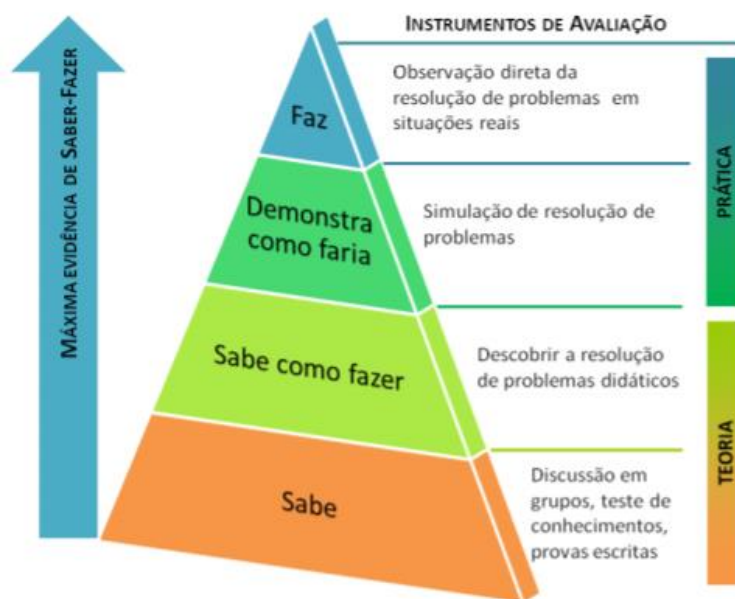 INSTRUMENTOS DE AVALIAÇÃO
MÁXIMA EVIDÊNCIA DE SABER-FAZER
Faz
Observação direta da
resolução de problemas em
situações reais
Demonstra
como faria
Simulação de resolução de
problemas
PRÁTICA
Sabe como fazer
Descobrir a resolução
de problemas didáticos
Sabe
Discussão em
grupos, teste de
conhecimentos,
provas escritas
TEORIA